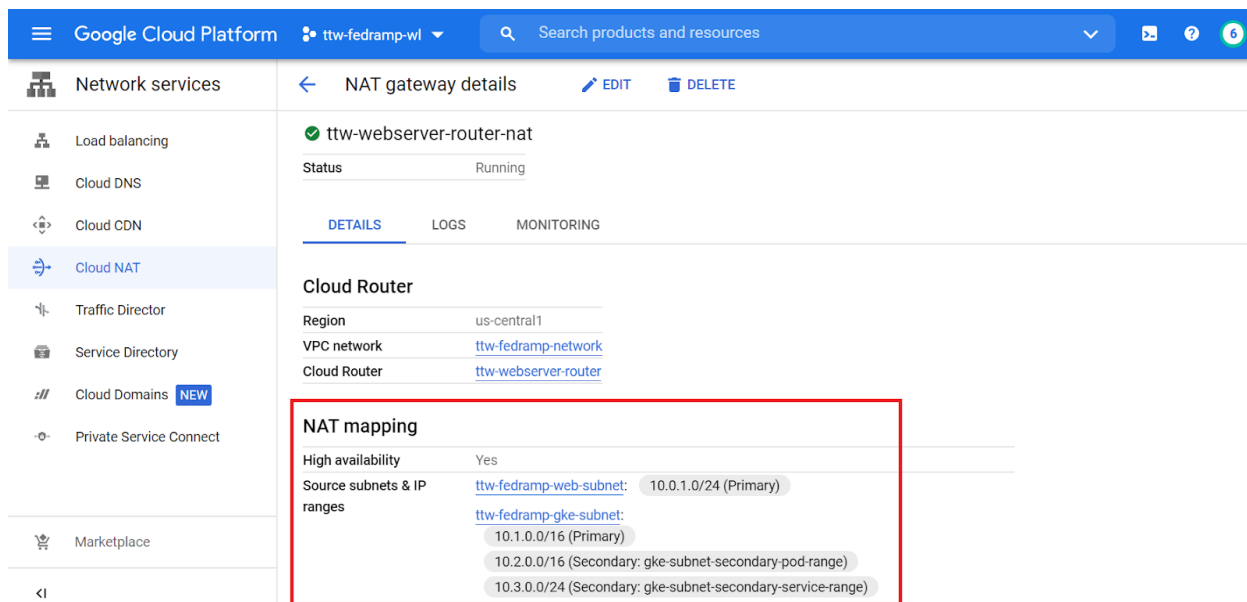 Google Cloud Platform ttw-fedramp-wl Search products and resources 6
Network services
NAT gateway details EDIT DELETE
Load balancing
Cloud DNS
Cloud CDN
Cloud NAT
Traffic Director
Service Directory
Cloud Domains NEW
Private Service Connect
Marketplace
ttw-webserver-router-nat
Status Running
DETAILS LOGS MONITORING
Cloud Router
Region us-central1
VPC network ttw-fedramp-network
Cloud Router ttw-webserver-router
NAT mapping
High availability Yes
Source subnets & IP ranges ttw-fedramp-web-subnet: 10.0.1.0/24 (Primary)
ttw-fedramp-gke-subnet:
10.1.0.0/16 (Primary)
10.2.0.0/16 (Secondary: gke-subnet-secondary-pod-range)
10.3.0.0/24 (Secondary: gke-subnet-secondary-service-range)